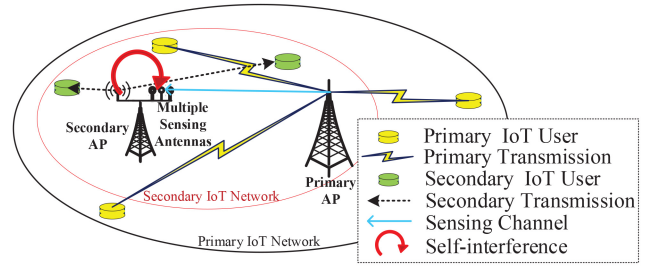 Multiple
Sensing
Antennas
Secondary
AP
Primary
AP
Secondary IoT Network
Primary IoT Network
Primary IoT User
Primary Transmission
Secondary IoT User
Secondary Transmission
Sensing Channel
Self-interference